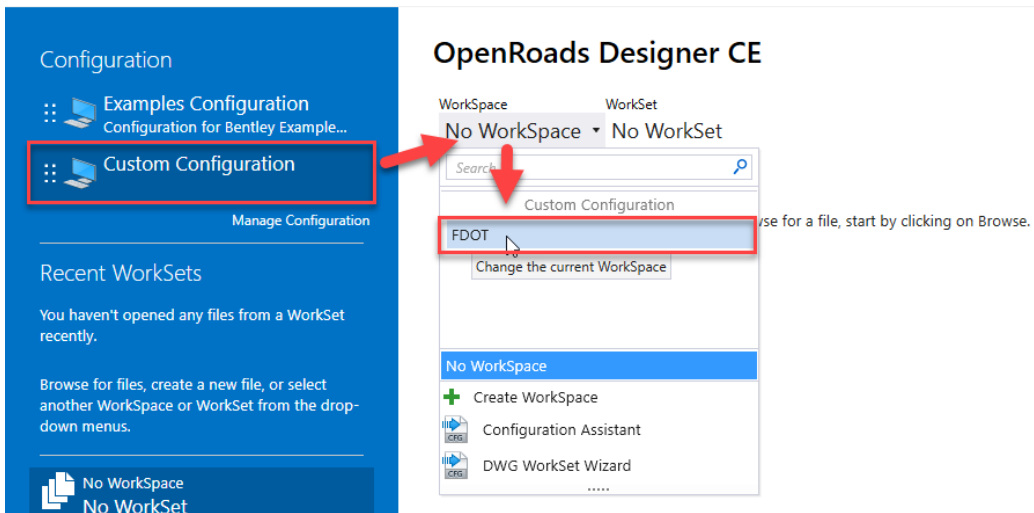 Configuration
Examples Configuration
Configuration for Bentley Example...
Custom Configuration
Manage Configuration
Recent WorkSets
You haven't opened any files from a WorkSet
recently.
Browse for files, create a new file, or select
another WorkSpace or WorkSet from the drop-
down menus.
No WorkSpace
No WorkSet
OpenRoads Designer CE
WorkSpace WorkSet
No WorkSpace No WorkSet
Search
Custom Configuration
FDOT
for a file, start by clicking on Browse.
Change the current WorkSpace
No WorkSpace
Create WorkSpace
CFG Configuration Assistant
CFG DWG WorkSet Wizard
.....